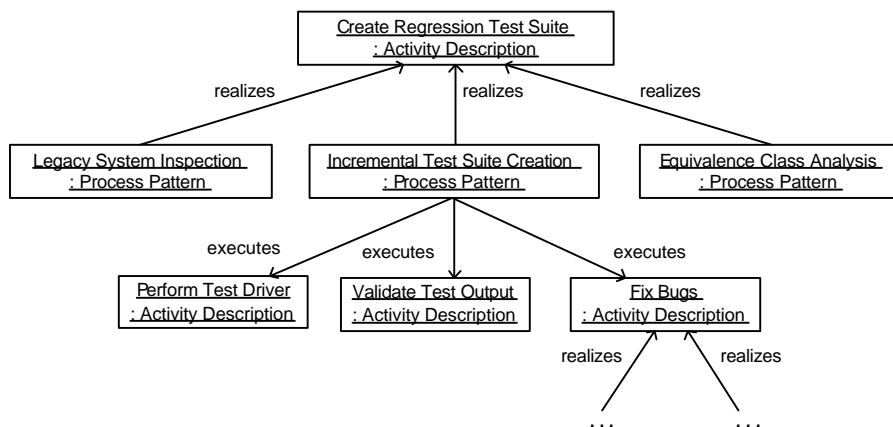 Create Regression Test Suite
: Activity Description
realizes
realizes
realizes
Legacy System Inspection
: Process Pattern
Incremental Test Suite Creation
: Process Pattern
Equivalence Class Analysis
: Process Pattern
executes
executes
executes
Perform Test Driver
: Activity Description
Validate Test Output
: Activity Description
Fix Bugs
: Activity Description
realizes
realizes
...
...